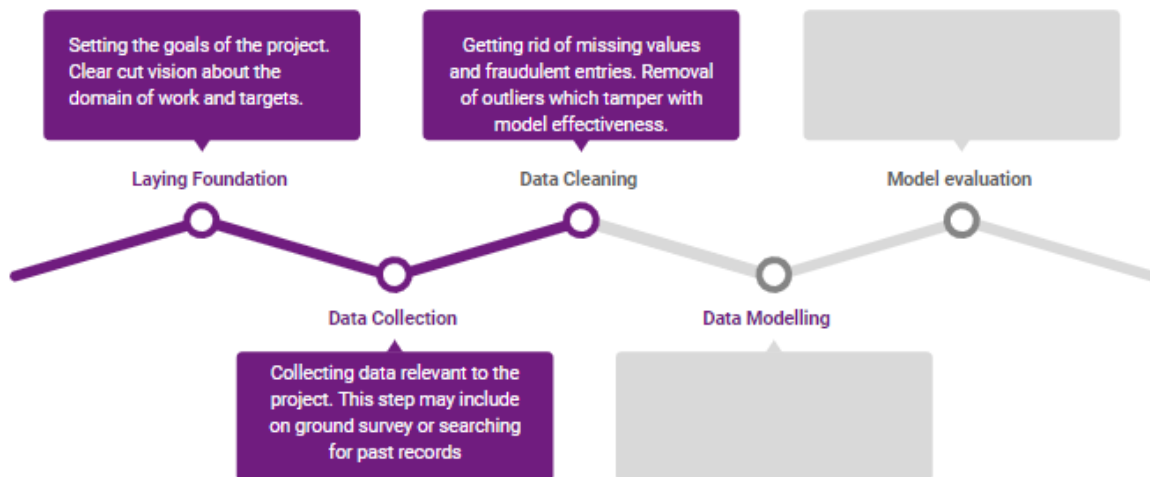 Setting the goals of the project.
Clear cut vision about the
domain of work and targets.
Getting rid of missing values
and fraudulent entries. Removal
of outliers which tamper with
model effectiveness.
Laying Foundation
Data Cleaning
Model evaluation
Data Collection
Data Modelling
Collecting data relevant to the
project. This step may include
on ground survey or searching
for past records